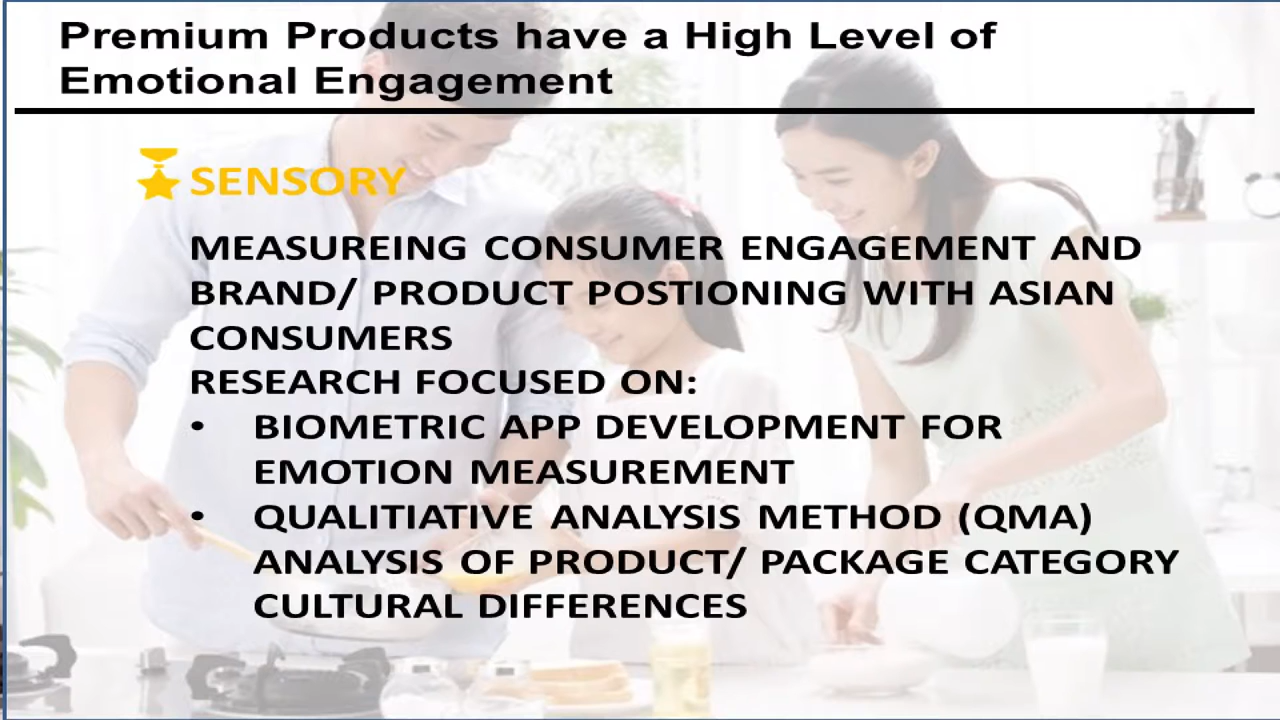 Premium Products have a High Level of
Emotional Engagement
SENSORY
MEASUREING CONSUMER ENGAGEMENT AND
BRAND/ PRODUCT POSTIONING WITH ASIAN
CONSUMERS
RESEARCH FOCUSED ON:
• BIOMETRIC APP DEVELOPMENT FOR
EMOTION MEASUREMENT
• QUALITIATIVE ANALYSIS METHOD (QMA)
ANALYSIS OF PRODUCT/ PACKAGE CATEGORY
CULTURAL DIFFERENCES